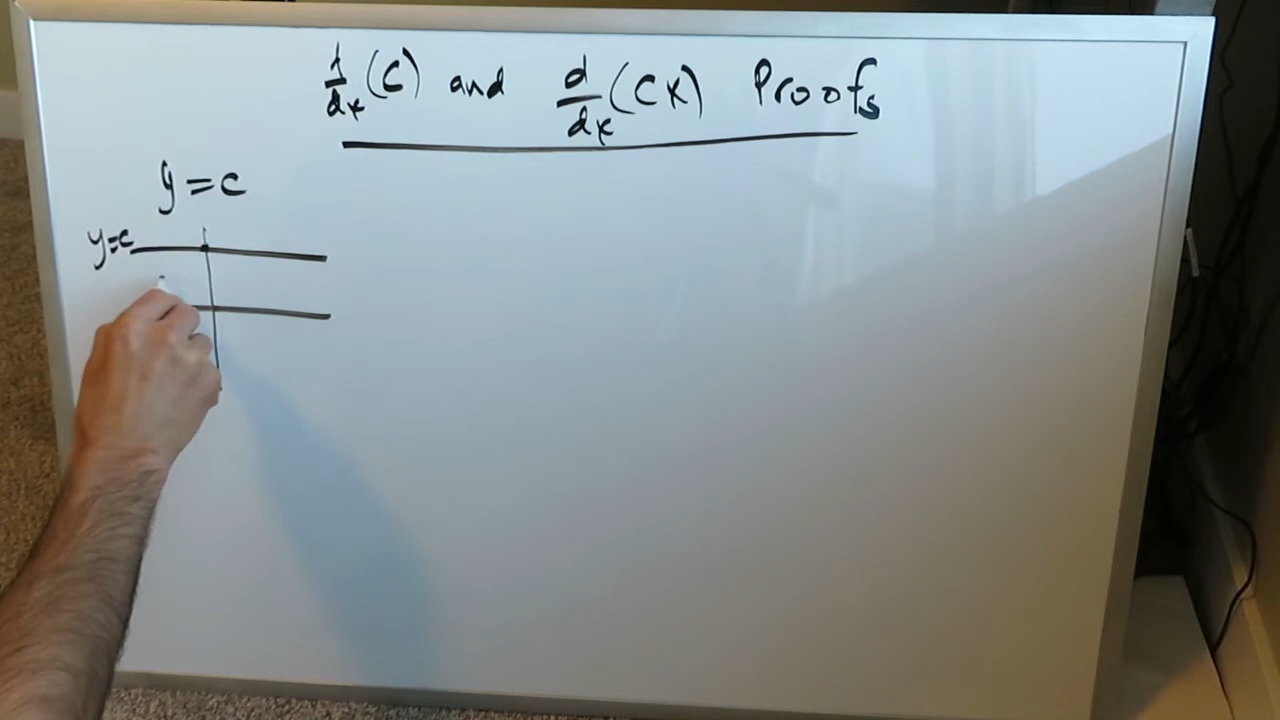 d/dx (c) and d/dx (cx) Proofs
y=c
y=c